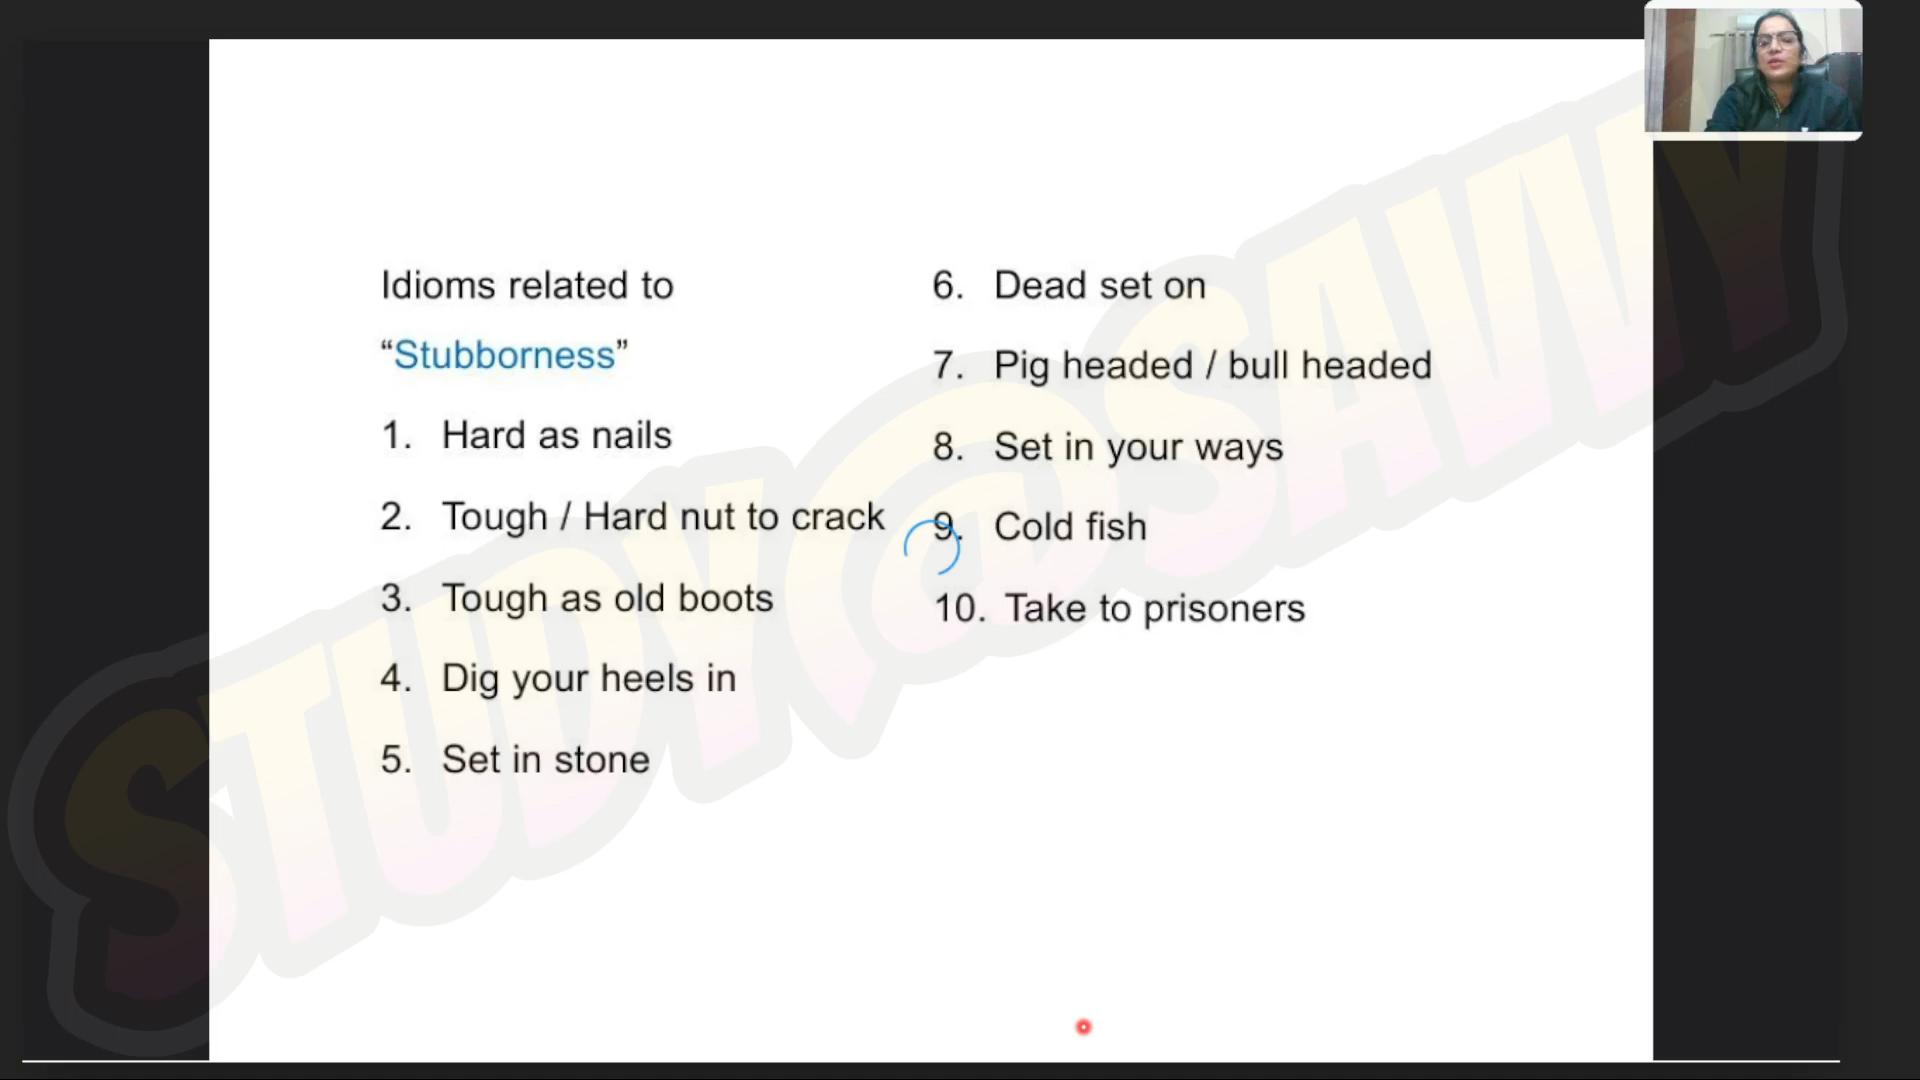 Idioms related to
“Stubborness”
1. Hard as nails
2. Tough / Hard nut to crack
3. Tough as old boots
4. Dig your heels in
5. Set in stone
6. Dead set on
7. Pig headed / bull headed
8. Set in your ways
9. Cold fish
10. Take to prisoners
STUDY@SAVVY